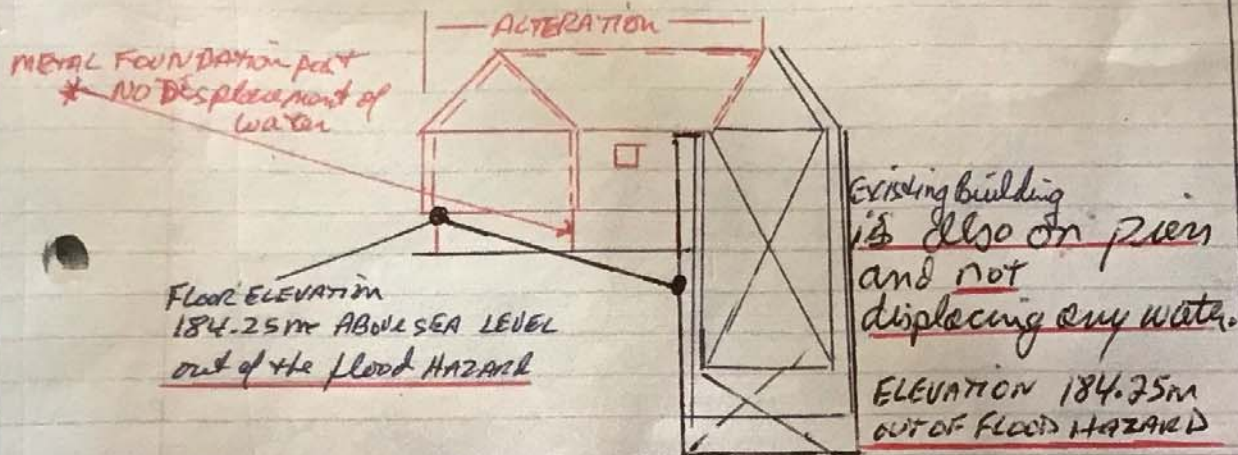 ALTERATION
METAL FOUNDATION post
* NO Displacement of
water
Existing building
is also on piers
and not
displacing any water.
FLOOR ELEVATION
184.25m ABOVE SEA LEVEL
out of the flood HAZARD
ELEVATION 184.25m
OUT OF FLOOD HAZARD